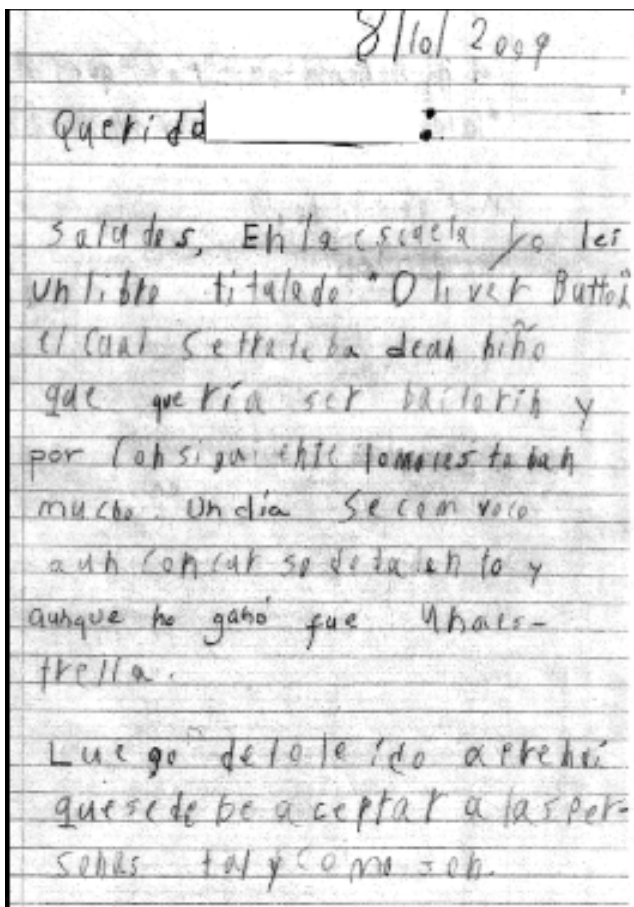 8/10/2009
Querida :
Saludos, En la escuela yo leí
un libro titulado "Oliver Button"
el cual se trataba de un niño
que quería ser bailarín y
por consiguiente lo molestaban
mucho. Un día se convocó
a un concurso de talento y
aunque no ganó fue una es-
trella.
Luego de lo leído aprendí
que se debe aceptar a las per-
sonas tal y como son.